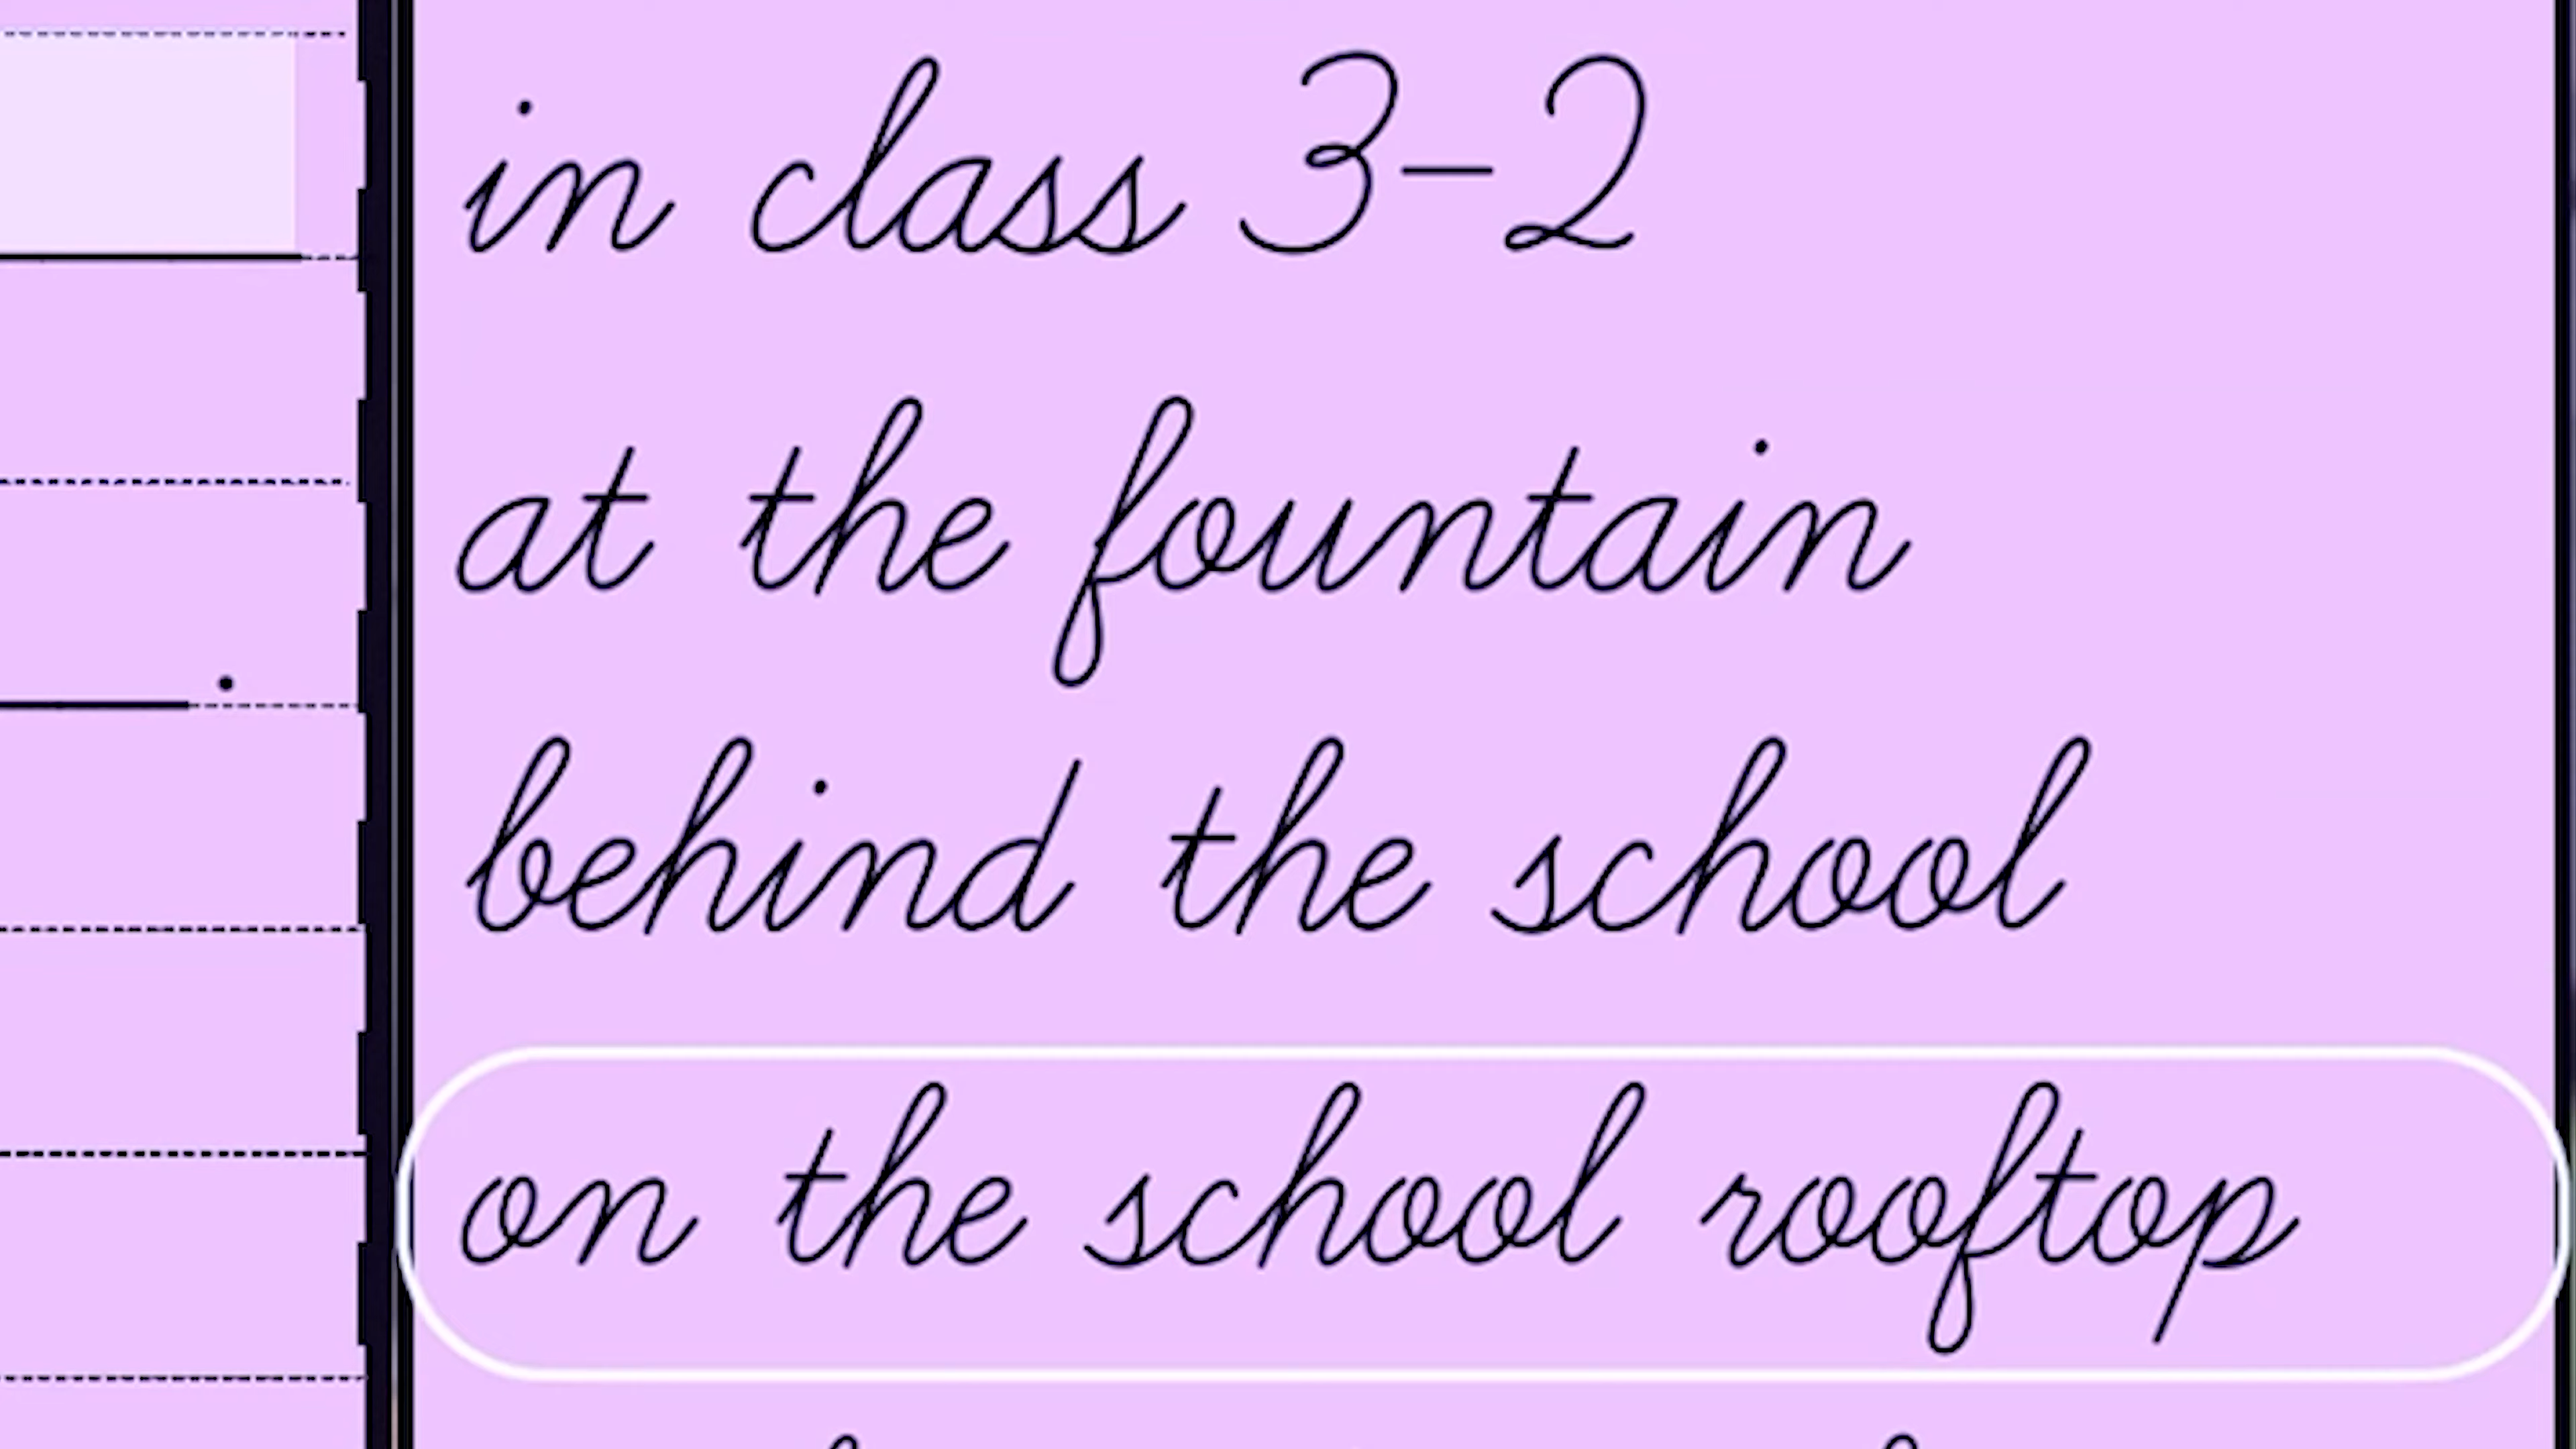 in class 3-2
at the fountain
.
behind the school
on the school rooftop